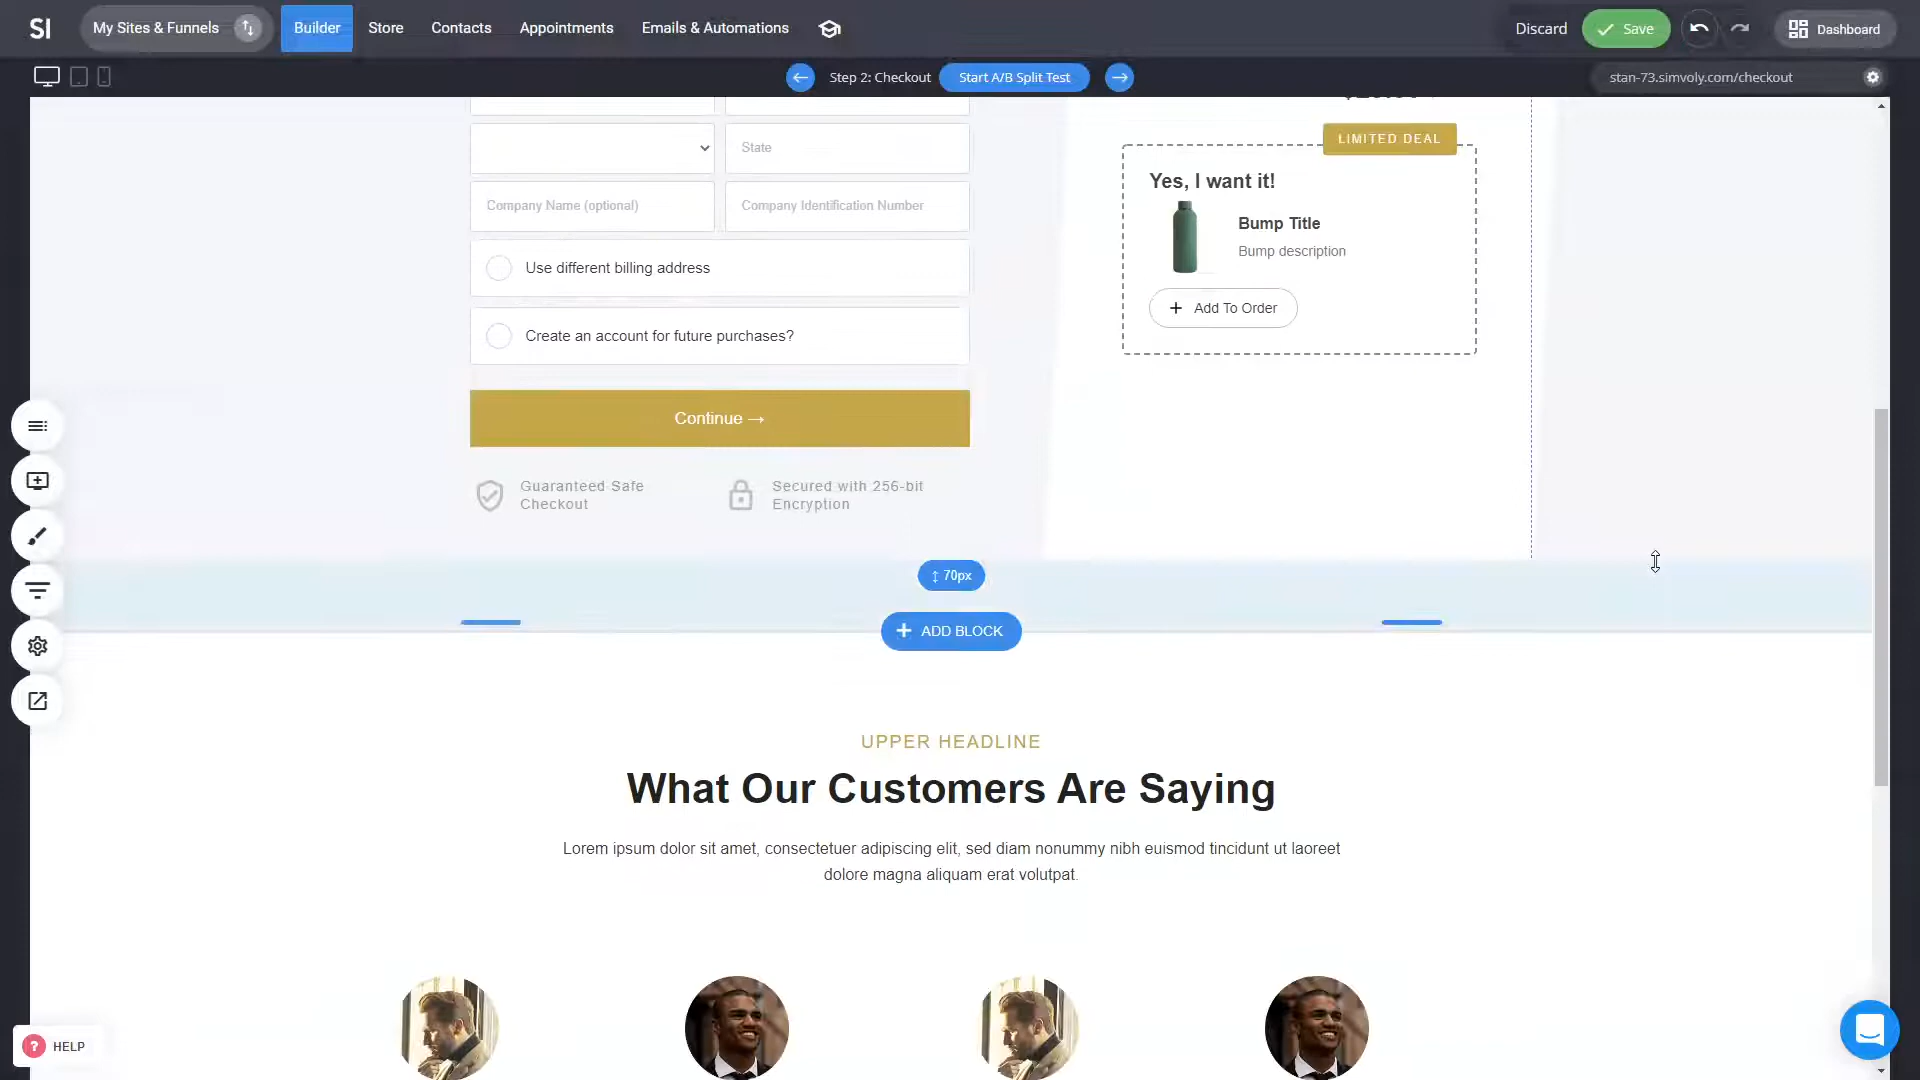 SI My Sites & Funnels Builder Store Contacts Appointments Emails & Automations Discard Save Dashboard
Step 2: Checkout Start A/B Split Test stan-73.simvoly.com/checkout
State
Company Name (optional) Company Identification Number
Use different billing address
Create an account for future purchases?
Continue →
Guaranteed Safe
Checkout
Secured with 256-bit
Encryption
LIMITED DEAL
Yes, I want it!
Bump Title
Bump description
+ Add To Order
70px
+ ADD BLOCK
UPPER HEADLINE
What Our Customers Are Saying
Lorem ipsum dolor sit amet, consectetuer adipiscing elit, sed diam nonummy nibh euismod tincidunt ut laoreet
dolore magna aliquam erat volutpat.
? HELP